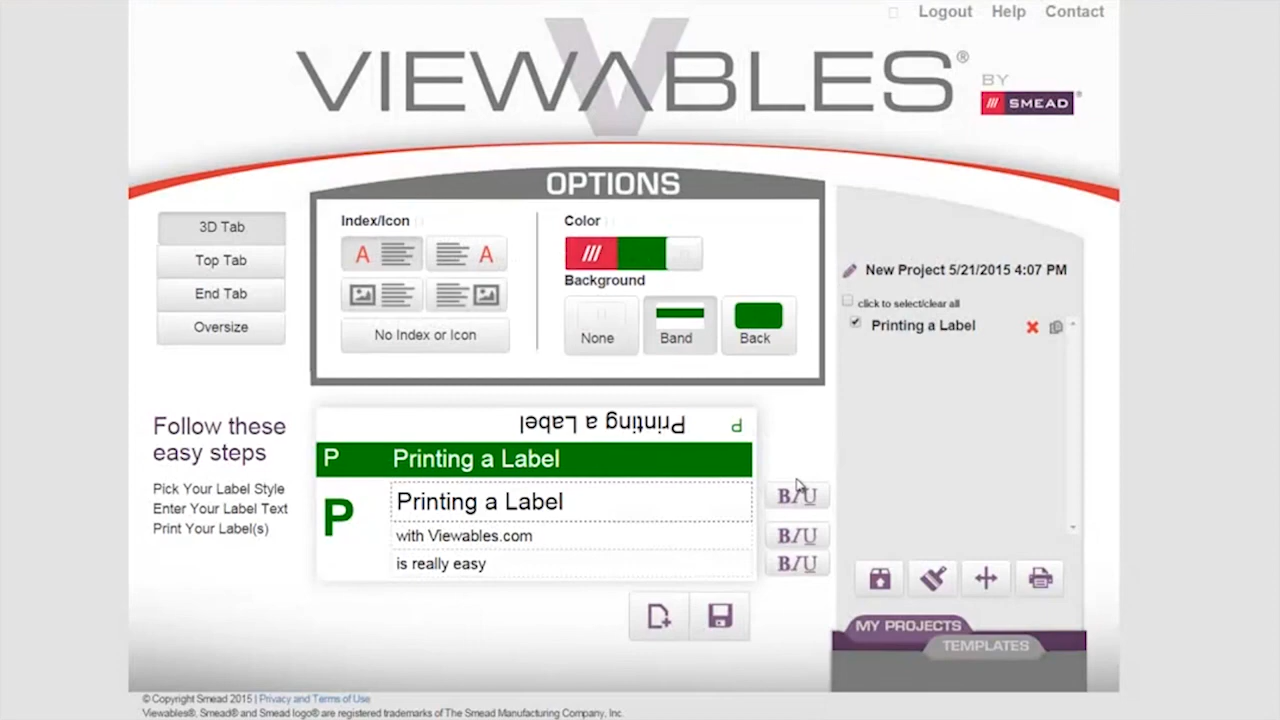 Logout Help Contact
VIEWABLES®
BY
SMEAD®
OPTIONS
3D Tab
Top Tab
End Tab
Oversize
Index/Icon
A
A
No Index or Icon
Color
Background
None
Band
Back
New Project 5/21/2015 4:07 PM
click to select/clear all
Printing a Label
Follow these
easy steps
Pick Your Label Style
Enter Your Label Text
Print Your Label(s)
Printing a Label P
P Printing a Label
P
Printing a Label
with Viewables.com
is really easy
B/U
B/U
B/U
MY PROJECTS
TEMPLATES
© Copyright Smead 2015 | Privacy and Terms of Use
Viewables®, Smead® and Smead logo® are registered trademarks of The Smead Manufacturing Company, Inc.